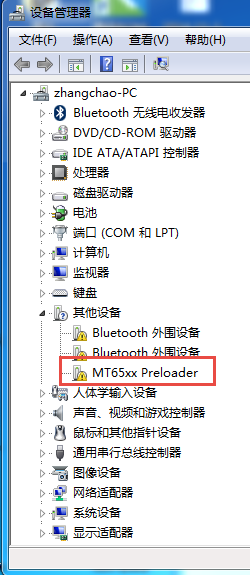 设备管理器
文件(F) 操作(A) 查看(V) 帮助(H)
zhangchao-PC
Bluetooth 无线电收发器
DVD/CD-ROM 驱动器
IDE ATA/ATAPI 控制器
处理器
磁盘驱动器
电池
端口 (COM 和 LPT)
计算机
监视器
键盘
其他设备
Bluetooth 外围设备
Bluetooth 外围设备
MT65xx Preloader
人体学输入设备
声音、视频和游戏控制器
鼠标和其他指针设备
通用串行总线控制器
图像设备
网络适配器
系统设备
显示适配器